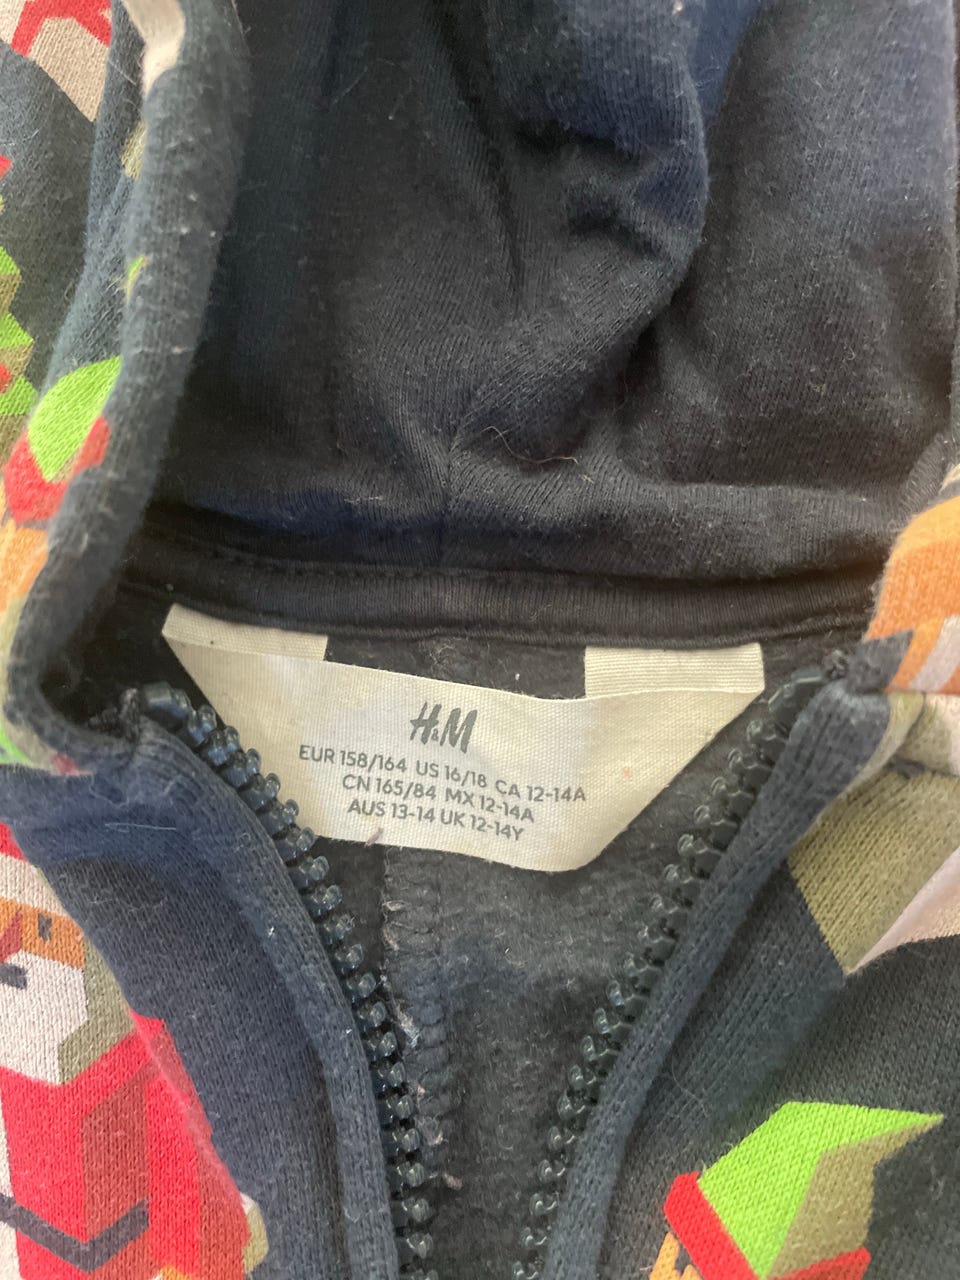 H&M
EUR 158/164 US 16/18 CA 12-14A
CN 165/84 MX 12-14A
AUS 13-14 UK 12-14Y